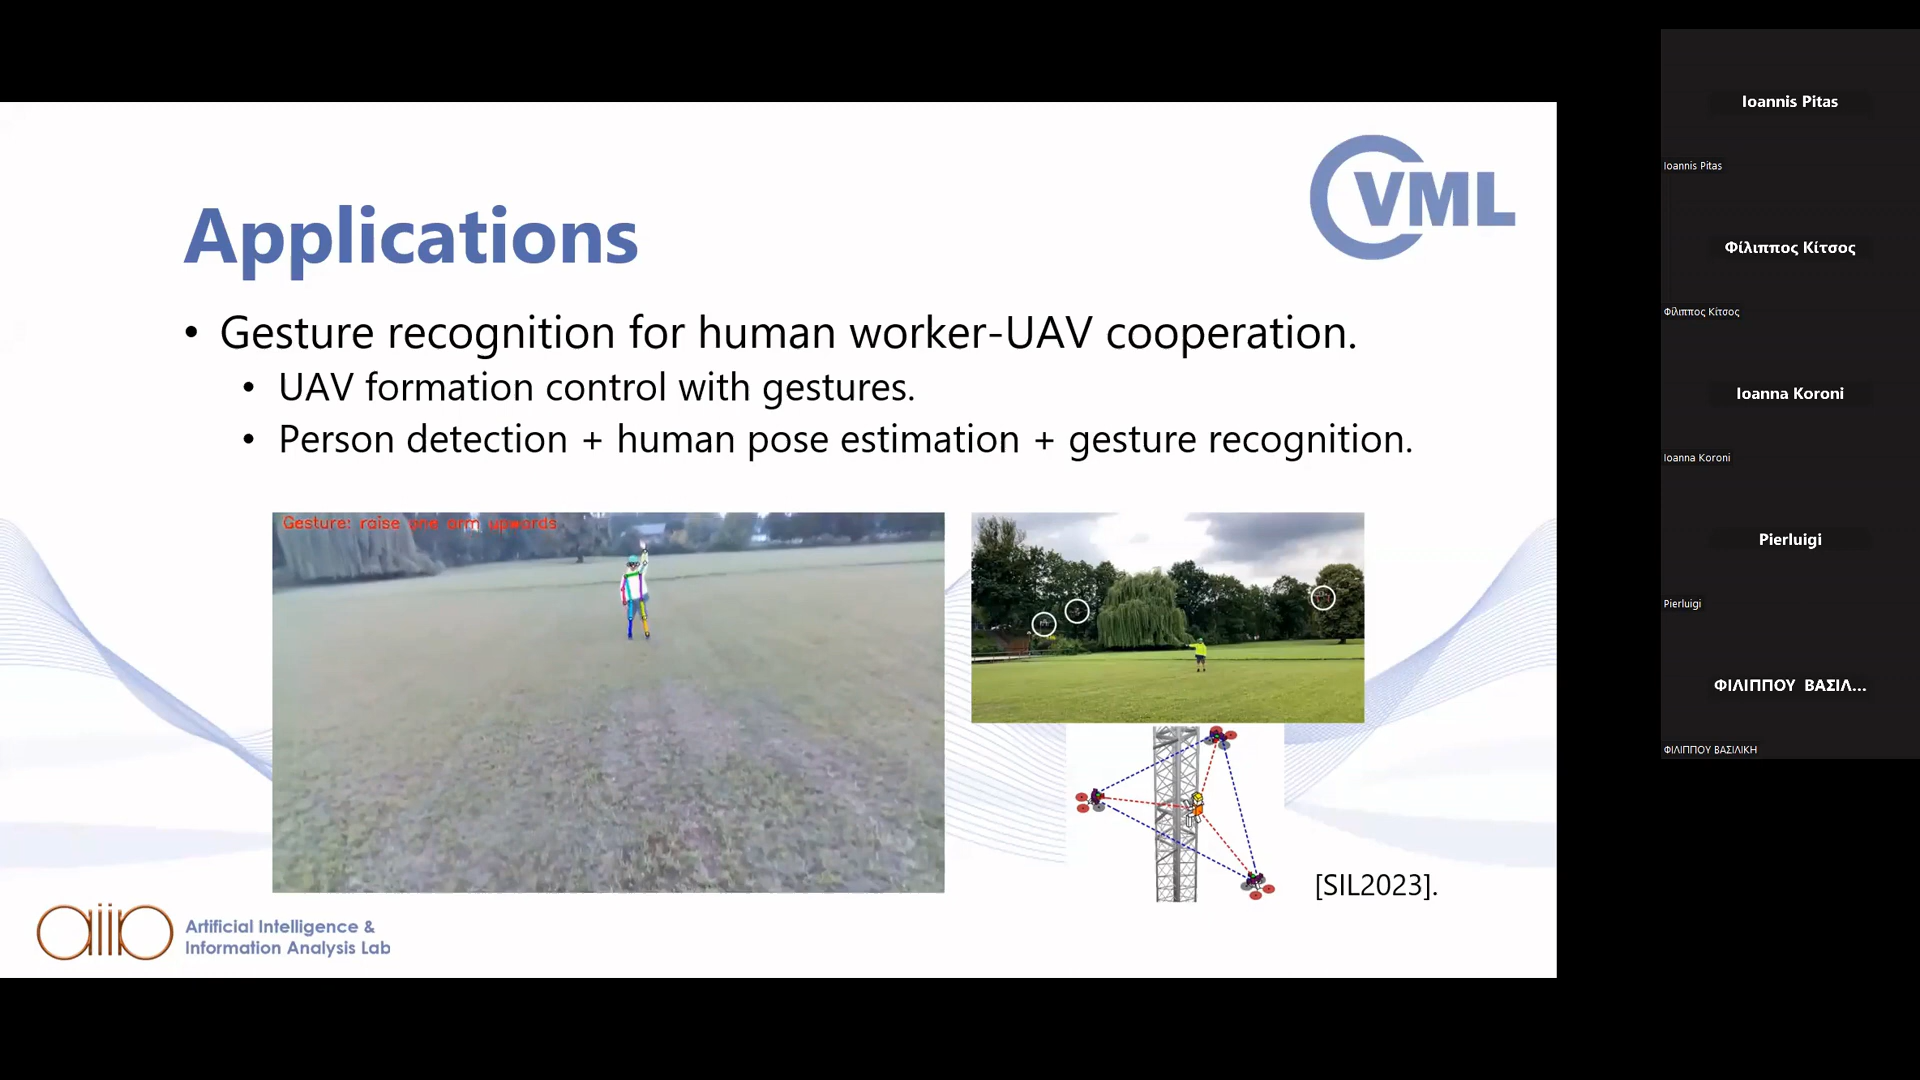 VML
Applications
• Gesture recognition for human worker-UAV cooperation.
• UAV formation control with gestures.
• Person detection + human pose estimation + gesture recognition.
Gesture: raise one arm upwards
[SIL2023].
aiia
Artificial Intelligence &
Information Analysis Lab
Ioannis Pitas
Ioannis Pitas
Φίλιππος Κίτσος
Φίλιππος Κίτσος
Ioanna Koroni
Ioanna Koroni
Pierluigi
Pierluigi
ΦΙΛΙΠΠΟΥ ΒΑΣΙΛ...
ΦΙΛΙΠΠΟΥ ΒΑΣΙΛΙΚΗ